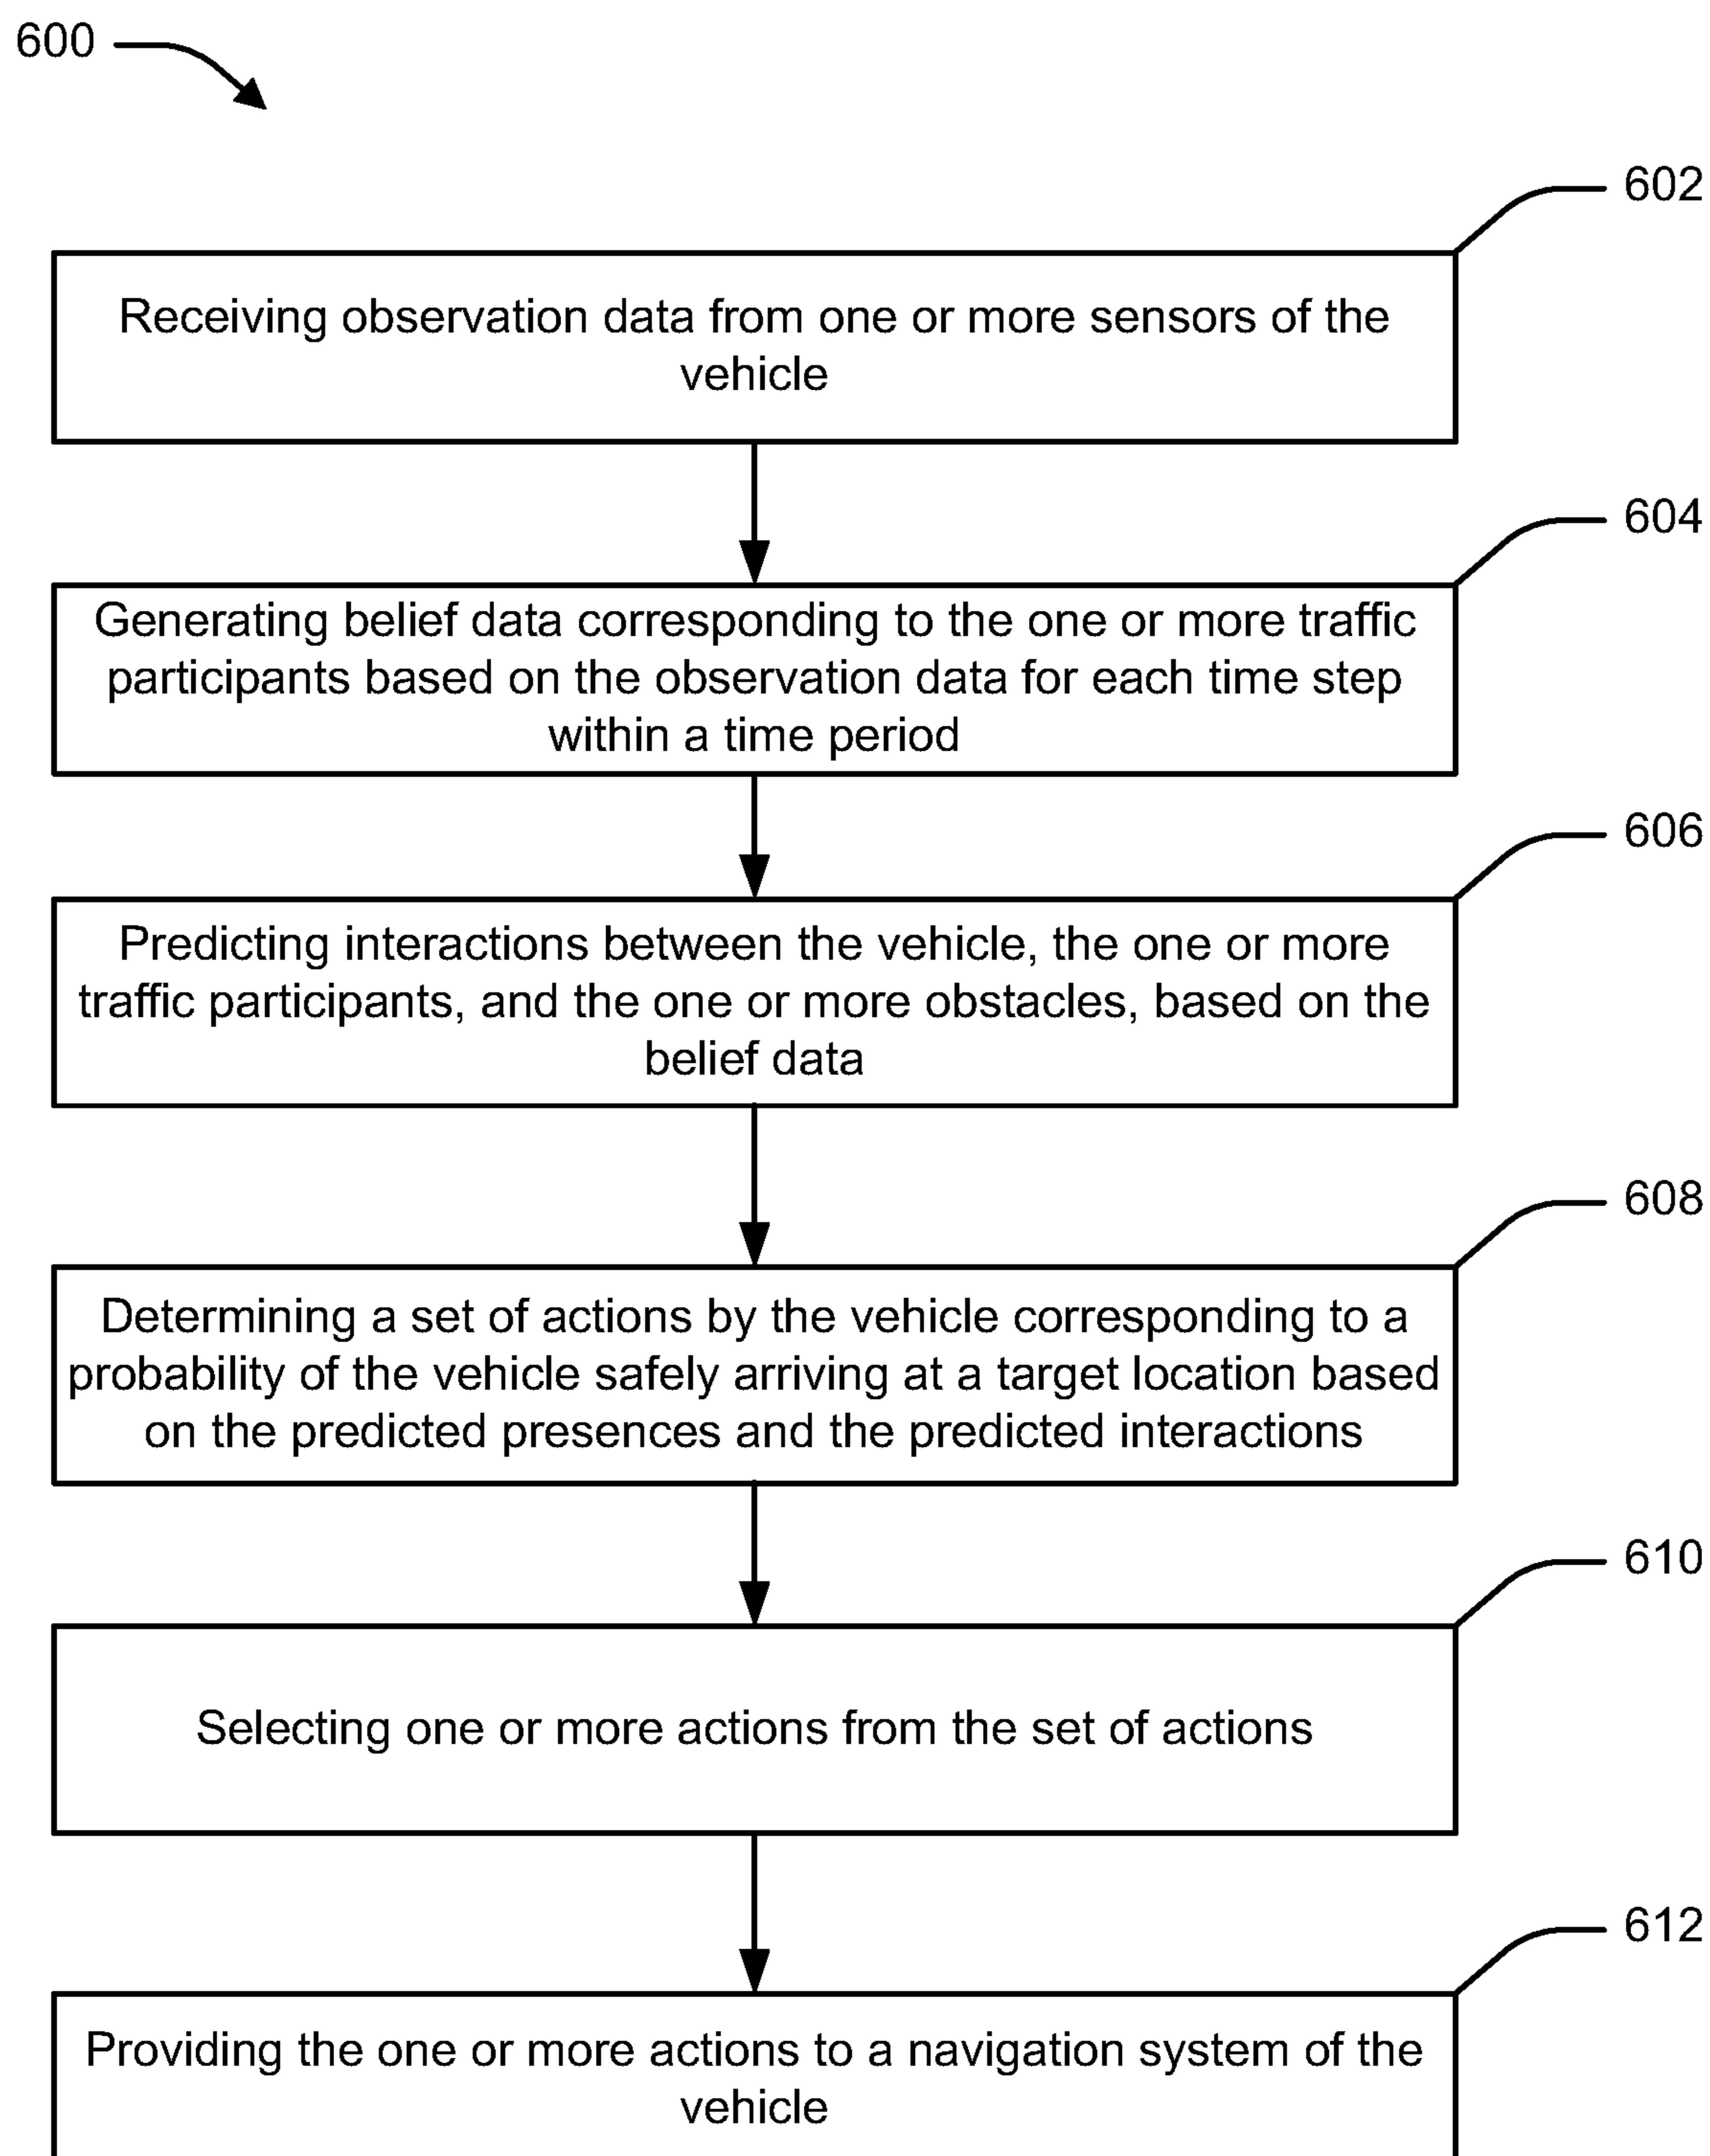 600
602
Receiving observation data from one or more sensors of the
vehicle
604
Generating belief data corresponding to the one or more traffic
participants based on the observation data for each time step
within a time period
606
Predicting interactions between the vehicle, the one or more
traffic participants, and the one or more obstacles, based on the
belief data
608
Determining a set of actions by the vehicle corresponding to a
probability of the vehicle safely arriving at a target location based
on the predicted presences and the predicted interactions
610
Selecting one or more actions from the set of actions
612
Providing the one or more actions to a navigation system of the
vehicle